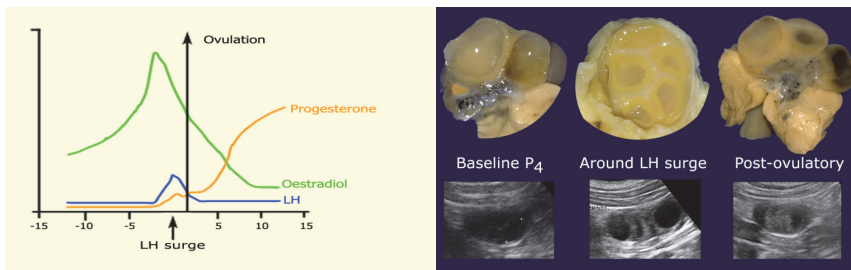 Ovulation
Progesterone
Oestradiol
LH
-15 -10 -5 0 5 10 15
LH surge
Baseline P₄
Around LH surge
Post-ovulatory